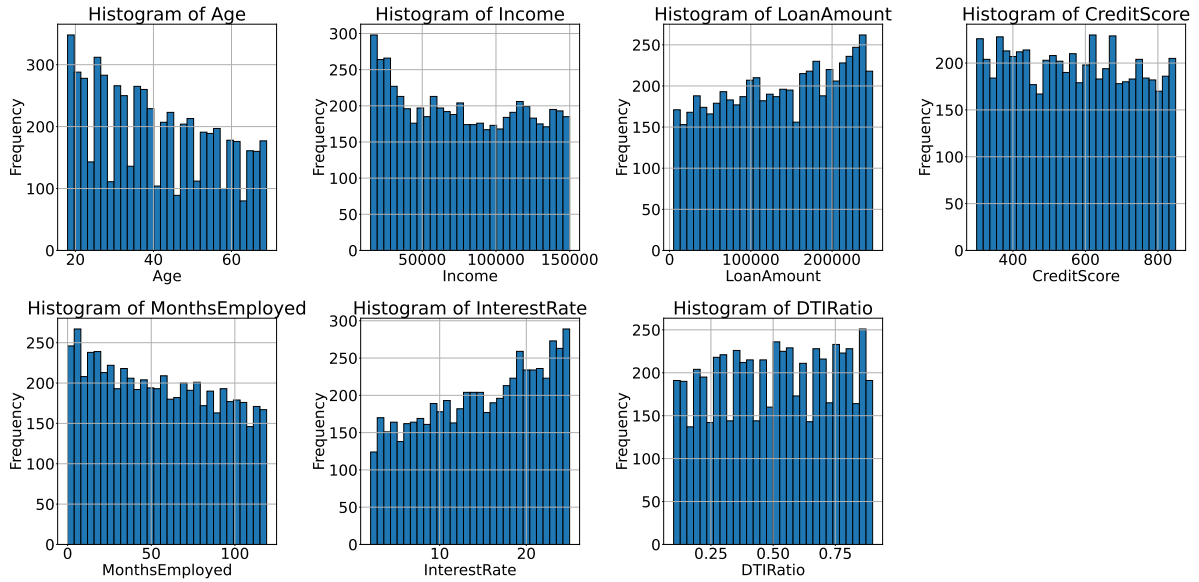 Histogram of Age
Frequency
300
200
100
0
20 40 60
Age
Histogram of Income
Frequency
300
250
200
150
100
50
0
50000 100000 150000
Income
Histogram of LoanAmount
Frequency
250
200
150
100
50
0
0 100000 200000
LoanAmount
Histogram of CreditScore
Frequency
200
150
100
50
0
400 600 800
CreditScore
Histogram of MonthsEmployed
Frequency
250
200
150
100
50
0
0 50 100
MonthsEmployed
Histogram of InterestRate
Frequency
300
250
200
150
100
50
0
10 20
InterestRate
Histogram of DTIRatio
Frequency
250
200
150
100
50
0
0.25 0.50 0.75
DTIRatio